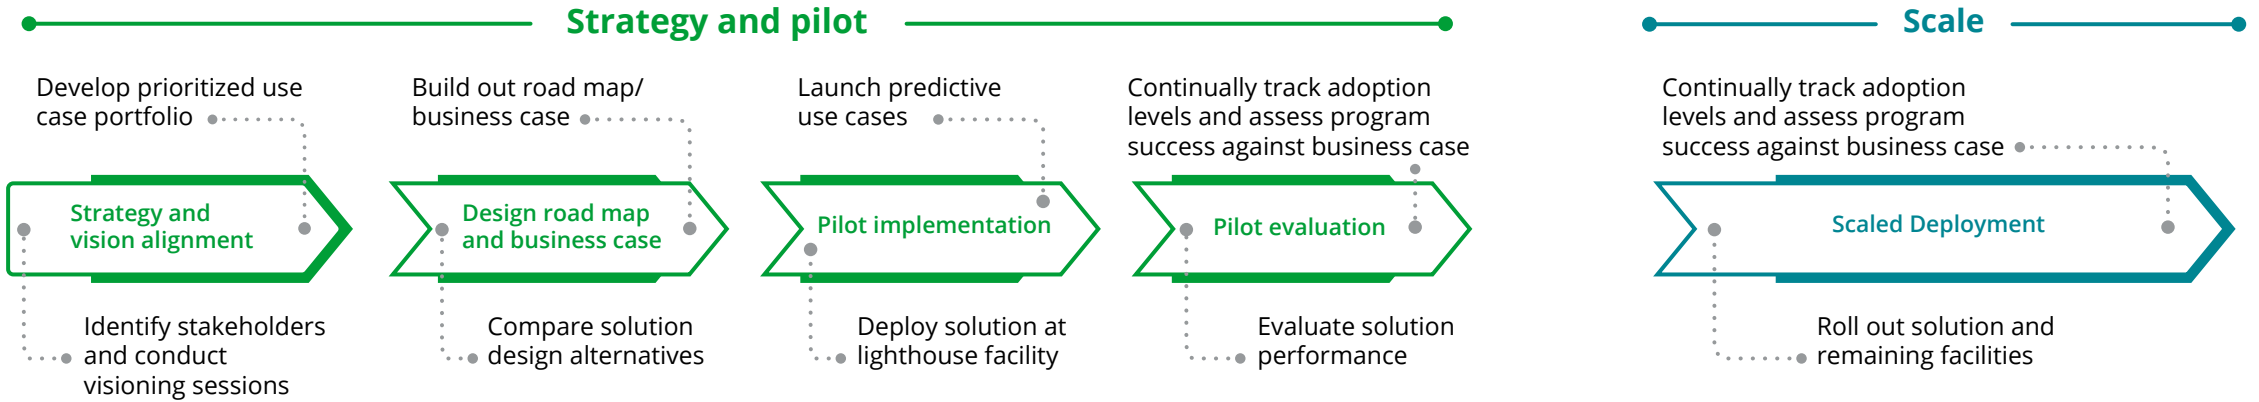 Strategy and pilot
Scale
Develop prioritized use
case portfolio
Build out road map/
business case
Launch predictive
use cases
Continually track adoption
levels and assess program
success against business case
Continually track adoption
levels and assess program
success against business case
Strategy and
vision alignment
Design road map
and business case
Pilot implementation
Pilot evaluation
Scaled Deployment
Identify stakeholders
and conduct
visioning sessions
Compare solution
design alternatives
Deploy solution at
lighthouse facility
Evaluate solution
performance
Roll out solution and
remaining facilities